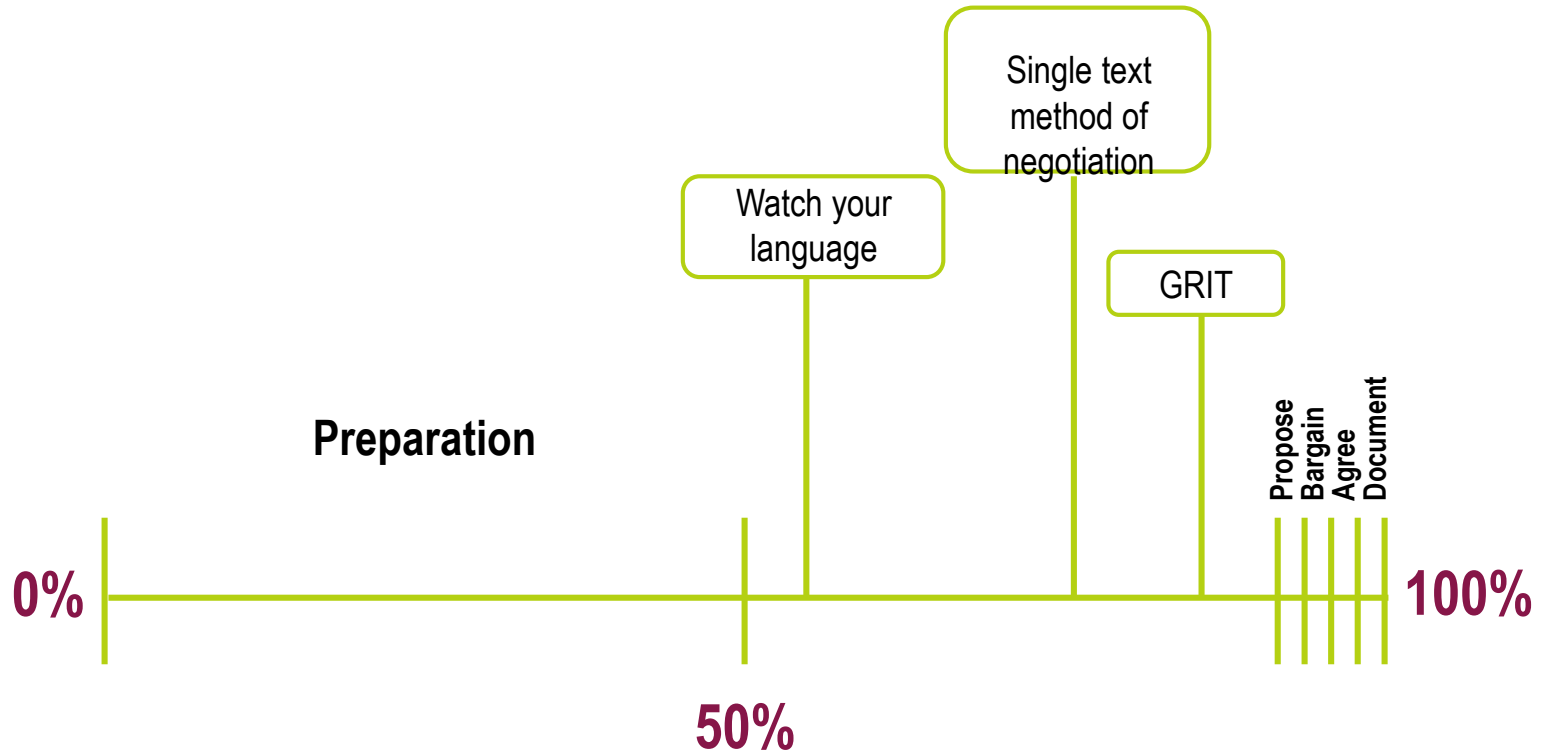 Single text
method of
negotiation
Watch your
language
GRIT
Preparation
Propose
Bargain
Agree
Document
0%
100%
50%